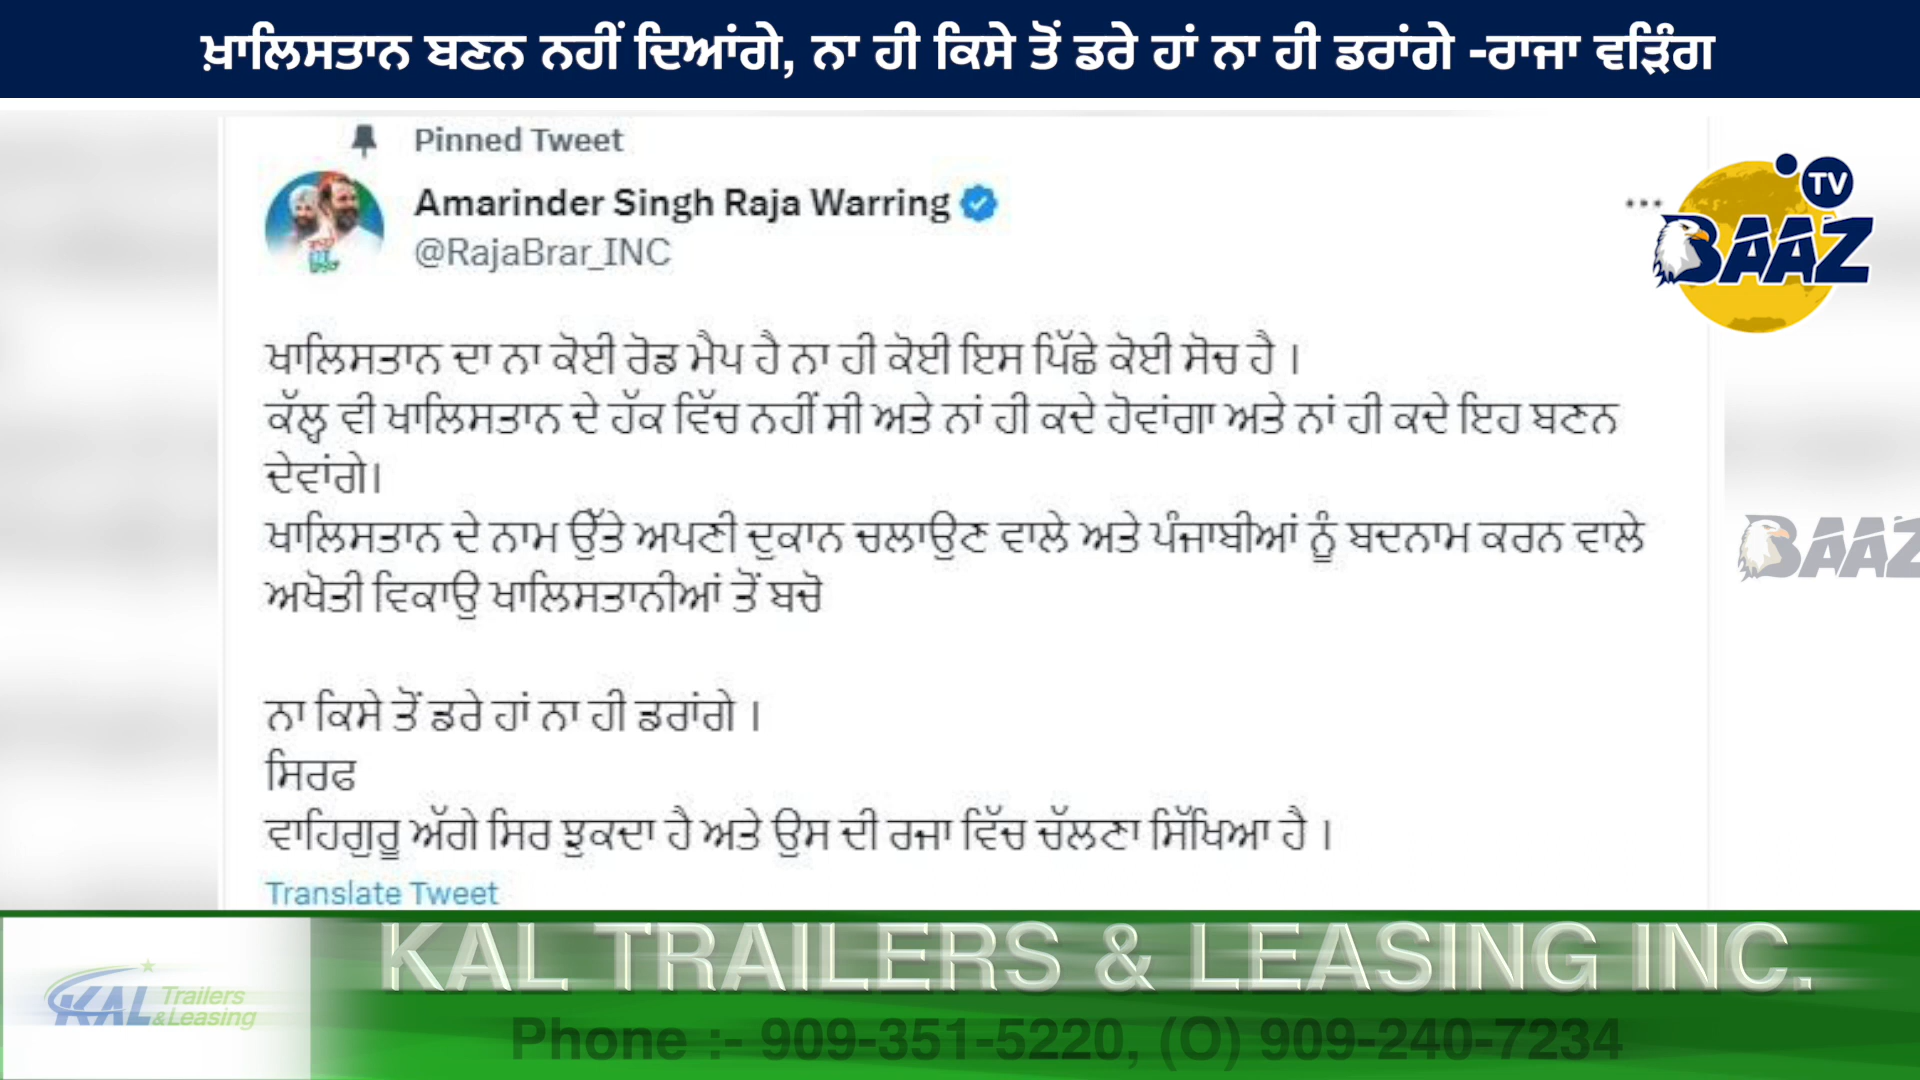 ਖ਼ਾਲਿਸਤਾਨ ਬਣਨ ਨਹੀਂ ਦਿਆਂਗੇ, ਨਾ ਹੀ ਕਿਸੇ ਤੋਂ ਡਰੇ ਹਾਂ ਨਾ ਹੀ ਡਰਾਂਗੇ -ਰਾਜਾ ਵੜਿੰਗ
Pinned Tweet
Amarinder Singh Raja Warring
@RajaBrar_INC
TV
BAAZ
ਖਾਲਿਸਤਾਨ ਦਾ ਨਾ ਕੋਈ ਰੋਡ ਮੈਪ ਹੈ ਨਾ ਹੀ ਕੋਈ ਇਸ ਪਿੱਛੇ ਕੋਈ ਸੋਚ ਹੈ ।
ਕੱਲ੍ਹ ਵੀ ਖਾਲਿਸਤਾਨ ਦੇ ਹੱਕ ਵਿੱਚ ਨਹੀਂ ਸੀ ਅਤੇ ਨਾਂ ਹੀ ਕਦੇ ਹੋਵਾਂਗਾ ਅਤੇ ਨਾਂ ਹੀ ਕਦੇ ਇਹ ਬਣਨ
ਦੇਵਾਂਗੇ।
ਖਾਲਿਸਤਾਨ ਦੇ ਨਾਮ ਉੱਤੇ ਅਪਣੀ ਦੁਕਾਨ ਚਲਾਉਣ ਵਾਲੇ ਅਤੇ ਪੰਜਾਬੀਆਂ ਨੂੰ ਬਦਨਾਮ ਕਰਨ ਵਾਲੇ
BAAZ
ਅਖੋਤੀ ਵਿਕਾਉ ਖਾਲਿਸਤਾਨੀਆਂ ਤੋਂ ਬਚੋ
ਨਾ ਕਿਸੇ ਤੋਂ ਡਰੇ ਹਾਂ ਨਾ ਹੀ ਡਰਾਂਗੇ ।
ਸਿਰਫ
ਵਾਹਿਗੁਰੂ ਅੱਗੇ ਸਿਰ ਝੁਕਦਾ ਹੈ ਅਤੇ ਉਸ ਦੀ ਰਜਾ ਵਿੱਚ ਚੱਲਣਾ ਸਿੱਖਿਆ ਹੈ ।
Translate Tweet
KAL Trailers
&Leasing
KAL TRAILERS & LEASING INC.
Phone :- 909-351-5220, (O) 909-240-7234